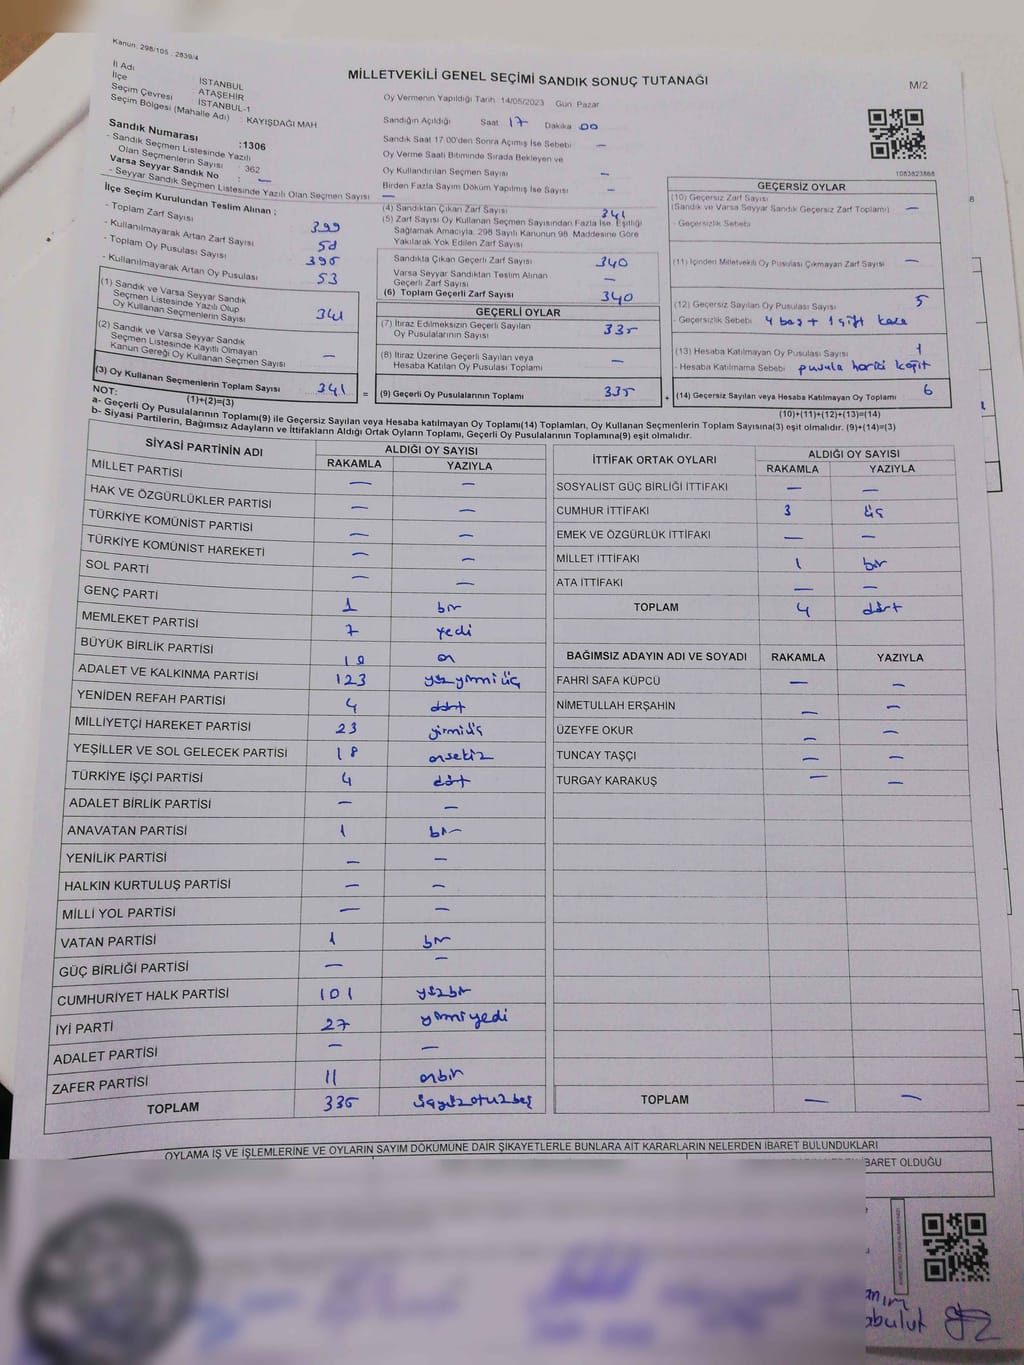 Kanun: 298/105 - 2839/4
MİLLETVEKİLİ GENEL SEÇİMİ SANDIK SONUÇ TUTANAĞI
M/2
İl Adı İSTANBUL
İlçe ATAŞEHİR
Seçim Çevresi İSTANBUL-1
Seçim Bölgesi (Mahalle Adı) : KAYIŞDAĞI MAH
Sandık Numarası :1306
- Sandık Seçmen Listesinde Yazılı
Olan Seçmenlerin Sayısı : 362
Varsa Seyyar Sandık No : —
- Seyyar Sandık Seçmen Listesinde Yazılı Olan Seçmen Sayısı : —
Oy Vermenin Yapıldığı Tarih 14/05/2023 Gün Pazar
Sandığın Açıldığı Saat 17 Dakika 00
Sandık Saat 17:00'den Sonra Açımış İse Sebebi —
Oy Verme Saati Bitiminde Sırada Bekleyen ve
Oy Kullandırılan Seçmen Sayısı —
Birden Fazla Sayım Döküm Yapılmış İse Sayısı —
1083823868
İlçe Seçim Kurulundan Teslim Alınan ;
- Toplam Zarf Sayısı 399
- Kullanılmayarak Artan Zarf Sayısı 58
- Toplam Oy Pusulası Sayısı 395
- Kullanılmayarak Artan Oy Pusulası 53
(1) Sandık ve Varsa Seyyar Sandık
Seçmen Listesinde Yazılı Olup
Oy Kullanan Seçmenlerin Sayısı 341
(2) Sandık ve Varsa Seyyar Sandık
Seçmen Listesinde Kayıtlı Olmayan
Kanun Gereği Oy Kullanan Seçmen Sayısı —
(3) Oy Kullanan Seçmenlerin Toplam Sayısı 341
(1)+(2)=(3)
(4) Sandıktan Çıkan Zarf Sayısı 341
(5) Zarf Sayısı Oy Kullanan Seçmen Sayısından Fazla İse, Eşitliği
Sağlamak Amacıyla, 298 Sayılı Kanunun 98. Maddesine Göre
Yakılarak Yok Edilen Zarf Sayısı
Sandıkta Çıkan Geçerli Zarf Sayısı 340
Varsa Seyyar Sandıktan Teslim Alınan
Geçerli Zarf Sayısı —
(6) Toplam Geçerli Zarf Sayısı 340
GEÇERLİ OYLAR
(7) İtiraz Edilmeksizin Geçerli Sayılan
Oy Pusulalarının Sayısı 335
(8) İtiraz Üzerine Geçerli Sayılan veya
Hesaba Katılan Oy Pusulası Toplamı —
= (9) Geçerli Oy Pusulalarının Toplamı 335
GEÇERSİZ OYLAR
(10) Geçersiz Zarf Sayısı
(Sandık ve Varsa Seyyar Sandık Geçersiz Zarf Toplamı) —
- Geçersizlik Sebebi
(11) İçinden Milletvekili Oy Pusulası Çıkmayan Zarf Sayısı —
(12) Geçersiz Sayılan Oy Pusulası Sayısı 5
- Geçersizlik Sebebi 4 boş + 1 çift kaşe
(13) Hesaba Katılmayan Oy Pusulası Sayısı 1
- Hesaba Katılmama Sebebi pusula harici kağıt
+ (14) Geçersiz Sayılan veya Hesaba Katılmayan Oy Toplamı 6
(10)+(11)+(12)+(13)=(14)
NOT:
a- Geçerli Oy Pusulalarının Toplamı(9) ile Geçersiz Sayılan veya Hesaba katılmayan Oy Toplamı(14) Toplamları, Oy Kullanan Seçmenlerin Toplam Sayısına(3) eşit olmalıdır. (9)+(14)=(3)
b- Siyasi Partilerin, Bağımsız Adayların ve İttifakların Aldığı Ortak Oyların Toplamı, Geçerli Oy Pusulalarının Toplamına(9) eşit olmalıdır.
SİYASİ PARTİNİN ADI ALDIĞI OY SAYISI
RAKAMLA YAZIYLA
MİLLET PARTİSİ — —
HAK VE ÖZGÜRLÜKLER PARTİSİ — —
TÜRKİYE KOMÜNİST PARTİSİ — —
TÜRKİYE KOMÜNİST HAREKETİ — —
SOL PARTİ — —
GENÇ PARTİ 1 bir
MEMLEKET PARTİSİ 7 yedi
BÜYÜK BİRLİK PARTİSİ 10 on
ADALET VE KALKINMA PARTİSİ 123 yüzyirmiüç
YENİDEN REFAH PARTİSİ 4 dört
MİLLİYETÇİ HAREKET PARTİSİ 23 yirmiüç
YEŞİLLER VE SOL GELECEK PARTİSİ 18 onsekiz
TÜRKİYE İŞÇİ PARTİSİ 4 dört
ADALET BİRLİK PARTİSİ — —
ANAVATAN PARTİSİ 1 bir
YENİLİK PARTİSİ — —
HALKIN KURTULUŞ PARTİSİ — —
MİLLİ YOL PARTİSİ — —
VATAN PARTİSİ 1 bir
GÜÇ BİRLİĞİ PARTİSİ — —
CUMHURİYET HALK PARTİSİ 101 yüzbir
İYİ PARTİ 27 yirmiyedi
ADALET PARTİSİ — —
ZAFER PARTİSİ 11 onbir
TOPLAM 335 üçyüzotuzbeş
İTTİFAK ORTAK OYLARI ALDIĞI OY SAYISI
RAKAMLA YAZIYLA
SOSYALİST GÜÇ BİRLİĞİ İTTİFAKI — —
CUMHUR İTTİFAKI 3 üç
EMEK VE ÖZGÜRLÜK İTTİFAKI — —
MİLLET İTTİFAKI 1 bir
ATA İTTİFAKI — —
TOPLAM 4 dört
BAĞIMSIZ ADAYIN ADI VE SOYADI RAKAMLA YAZIYLA
FAHRİ SAFA KÜPCÜ — —
NİMETULLAH ERŞAHİN — —
ÜZEYFE OKUR — —
TUNCAY TAŞÇI — —
TURGAY KARAKUŞ — —
TOPLAM — —
OYLAMA İŞ VE İŞLEMLERİNE VE OYLARIN SAYIM DÖKÜMÜNE DAİR ŞİKAYETLERLE BUNLARA AİT KARARLARIN NELERDEN İBARET BULUNDUKLARI
İBARET OLDUĞU